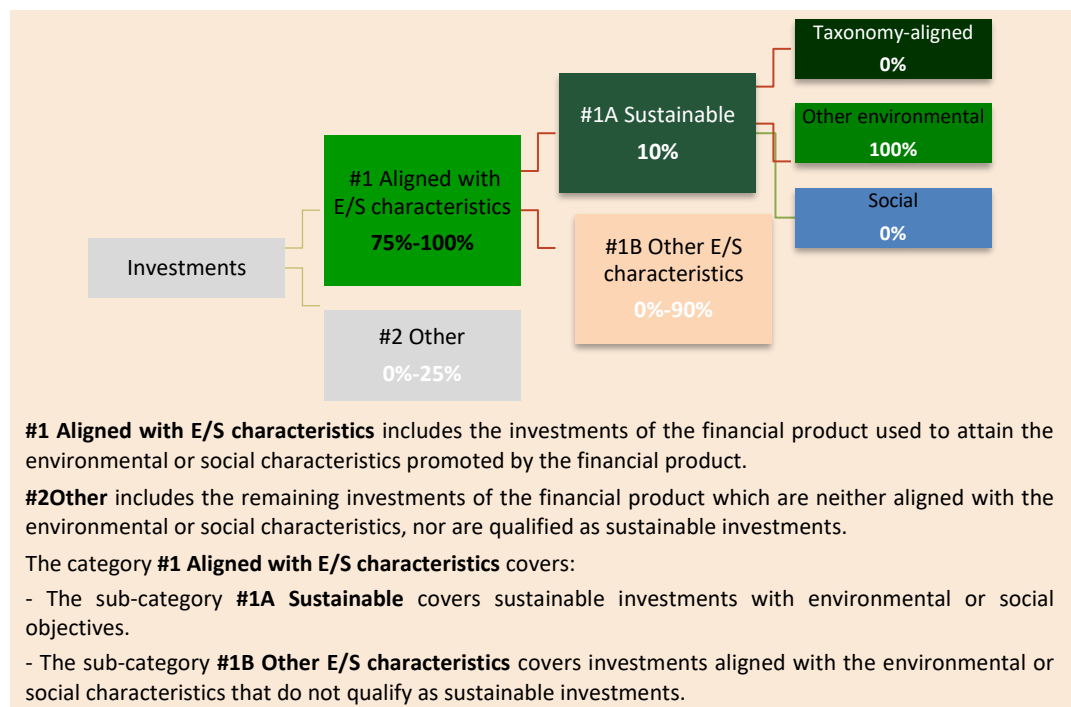 Taxonomy-aligned
0%
#1A Sustainable
10%
Other environmental
100%
#1 Aligned with
E/S characteristics
75%-100%
Social
0%
#1B Other E/S
characteristics
0%-90%
Investments
#2 Other
0%-25%
#1 Aligned with E/S characteristics includes the investments of the financial product used to attain the
environmental or social characteristics promoted by the financial product.
#2Other includes the remaining investments of the financial product which are neither aligned with the
environmental or social characteristics, nor are qualified as sustainable investments.
The category #1 Aligned with E/S characteristics covers:
- The sub-category #1A Sustainable covers sustainable investments with environmental or social
objectives.
- The sub-category #1B Other E/S characteristics covers investments aligned with the environmental or
social characteristics that do not qualify as sustainable investments.